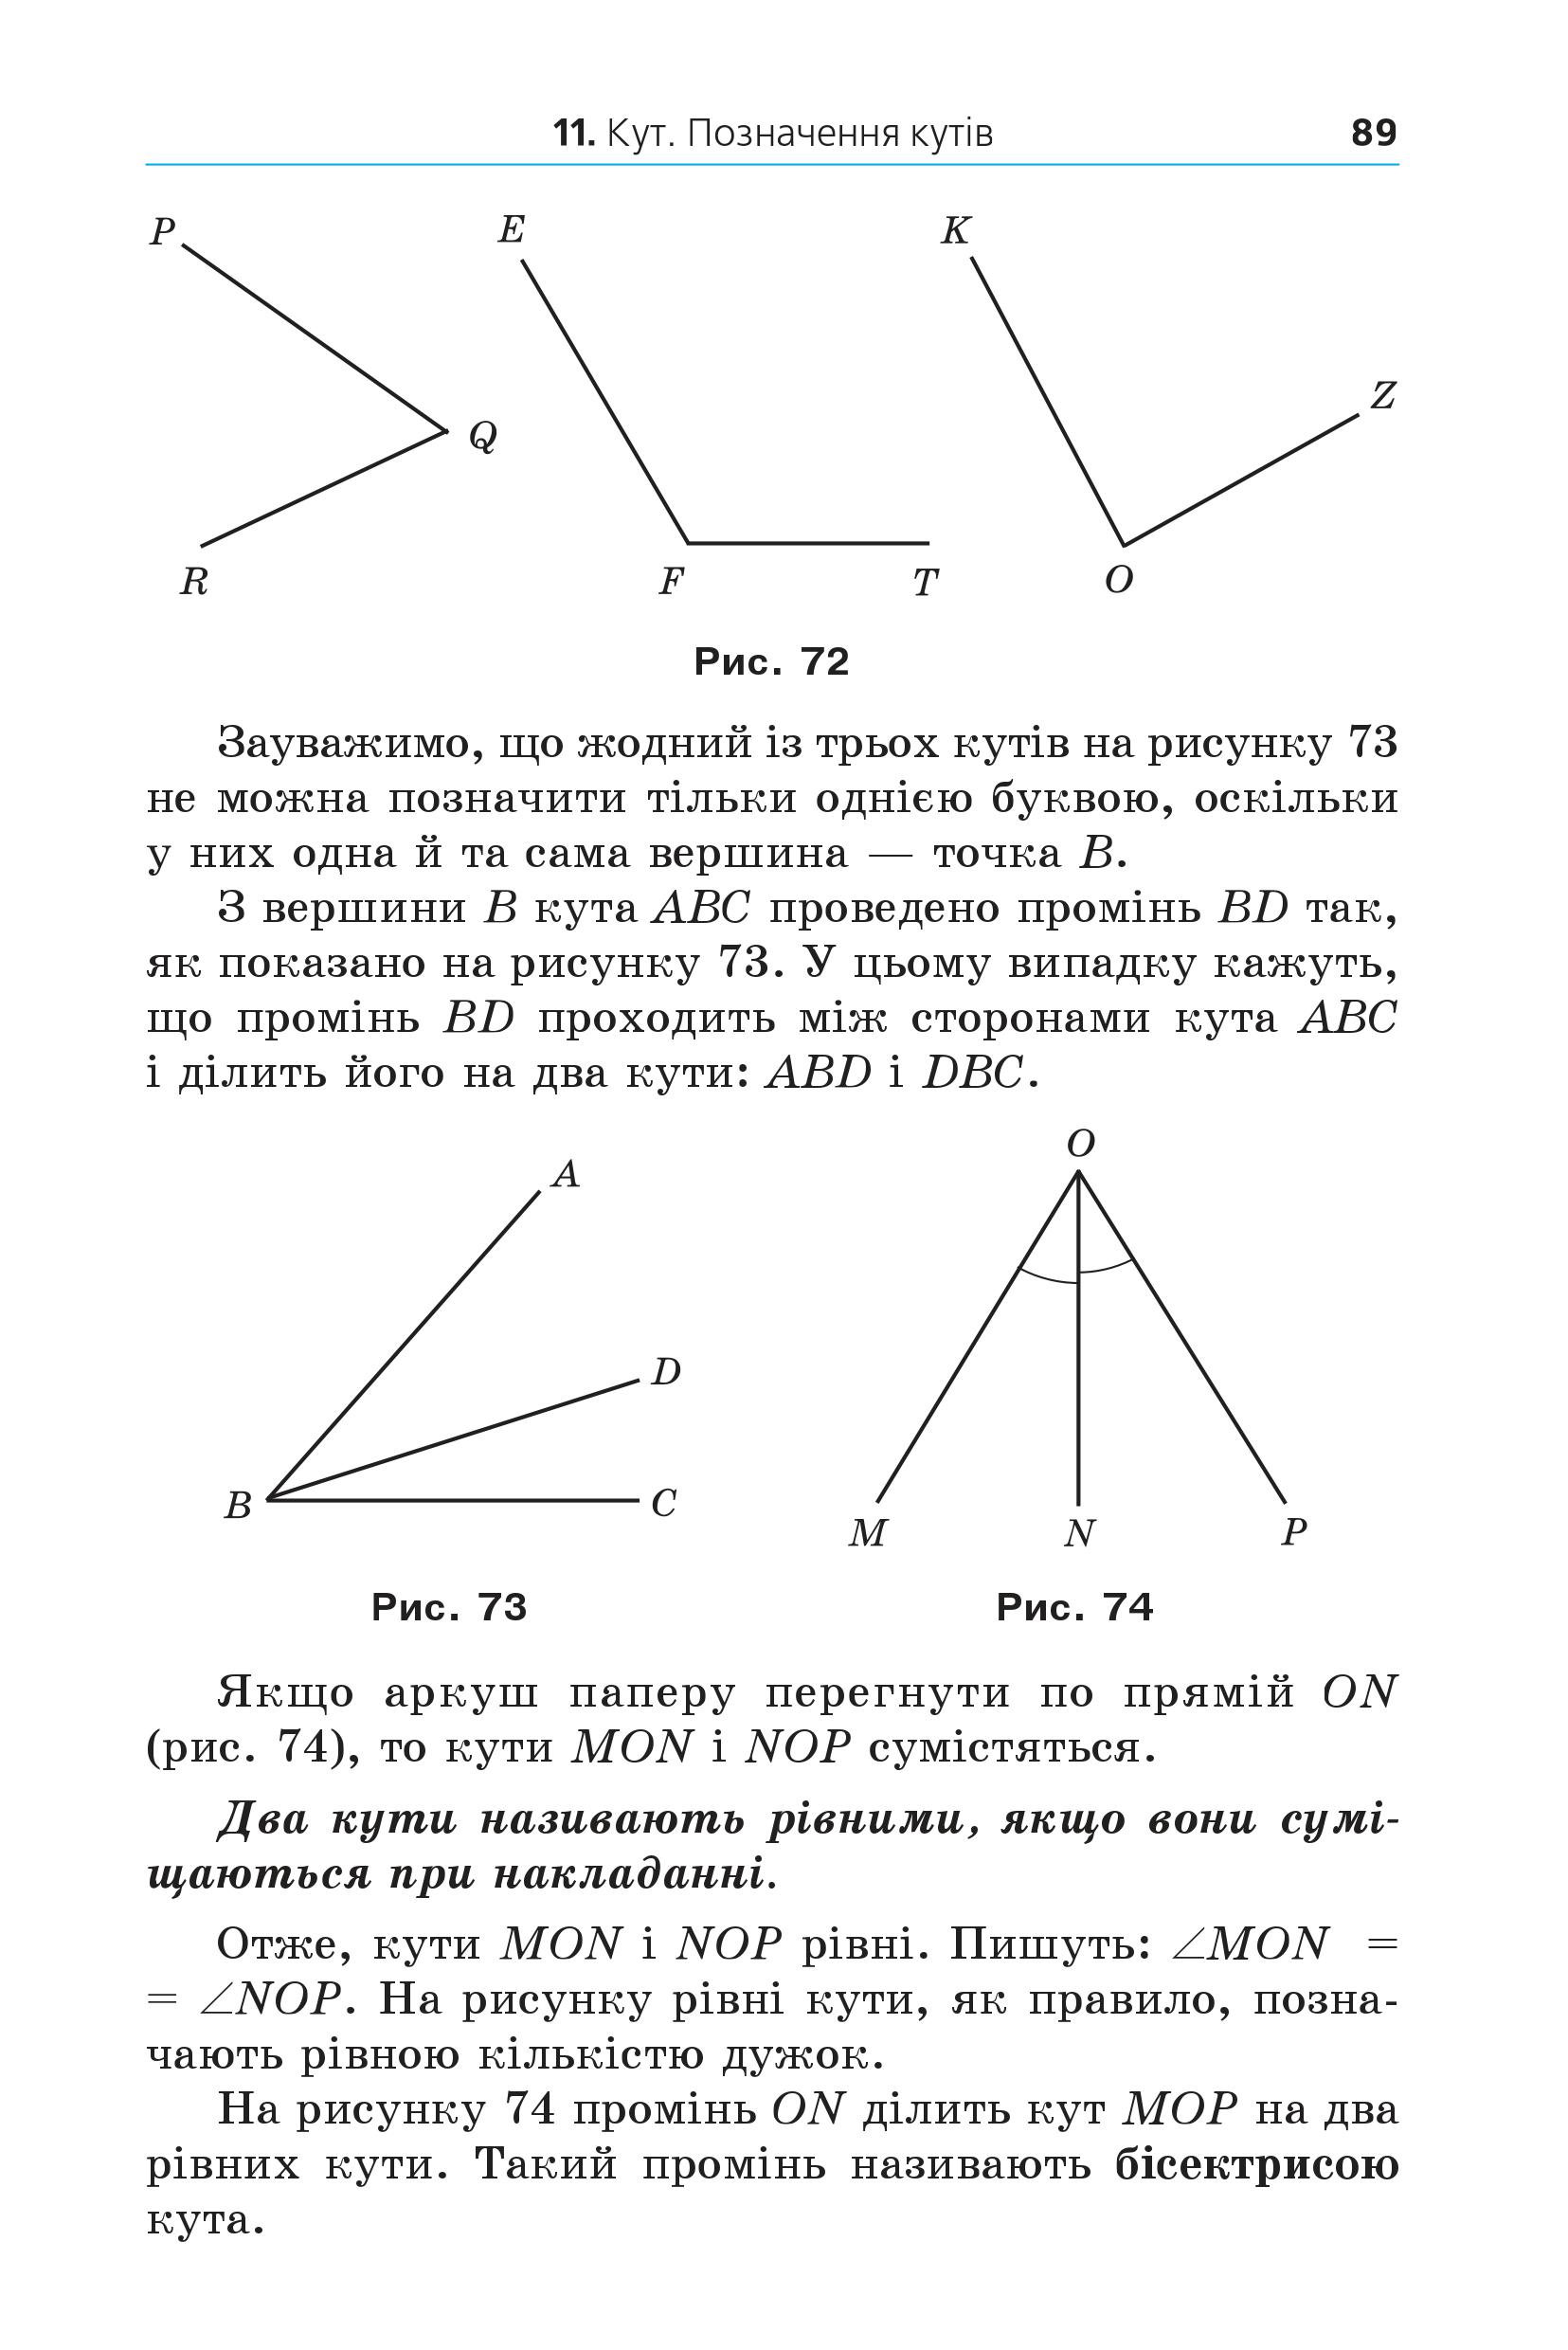 11. Кут. Позначення кутів 89
P
E
K
Z
Q
R
F
T
O
Рис. 72
Зауважимо, що жодний із трьох кутів на рисунку 73
не можна позначити тільки однією буквою, оскільки
у них одна й та сама вершина — точка B.
З вершини B кута ABC проведено промінь BD так,
як показано на рисунку 73. У цьому випадку кажуть,
що промінь BD проходить між сторонами кута ABC
і ділить його на два кути: ABD і DBC.
A
D
B
C
O
M
N
P
Рис. 73
Рис. 74
Якщо аркуш паперу перегнути по прямій ON
(рис. 74), то кути MON і NOP сумістяться.
Два кути називають рівними, якщо вони сумі-
щаються при накладанні.
Отже, кути MON і NOP рівні. Пишуть: ∠MON =
= ∠NOP. На рисунку рівні кути, як правило, позна-
чають рівною кількістю дужок.
На рисунку 74 промінь ON ділить кут MOP на два
рівних кути. Такий промінь називають бісектрисою
кута.